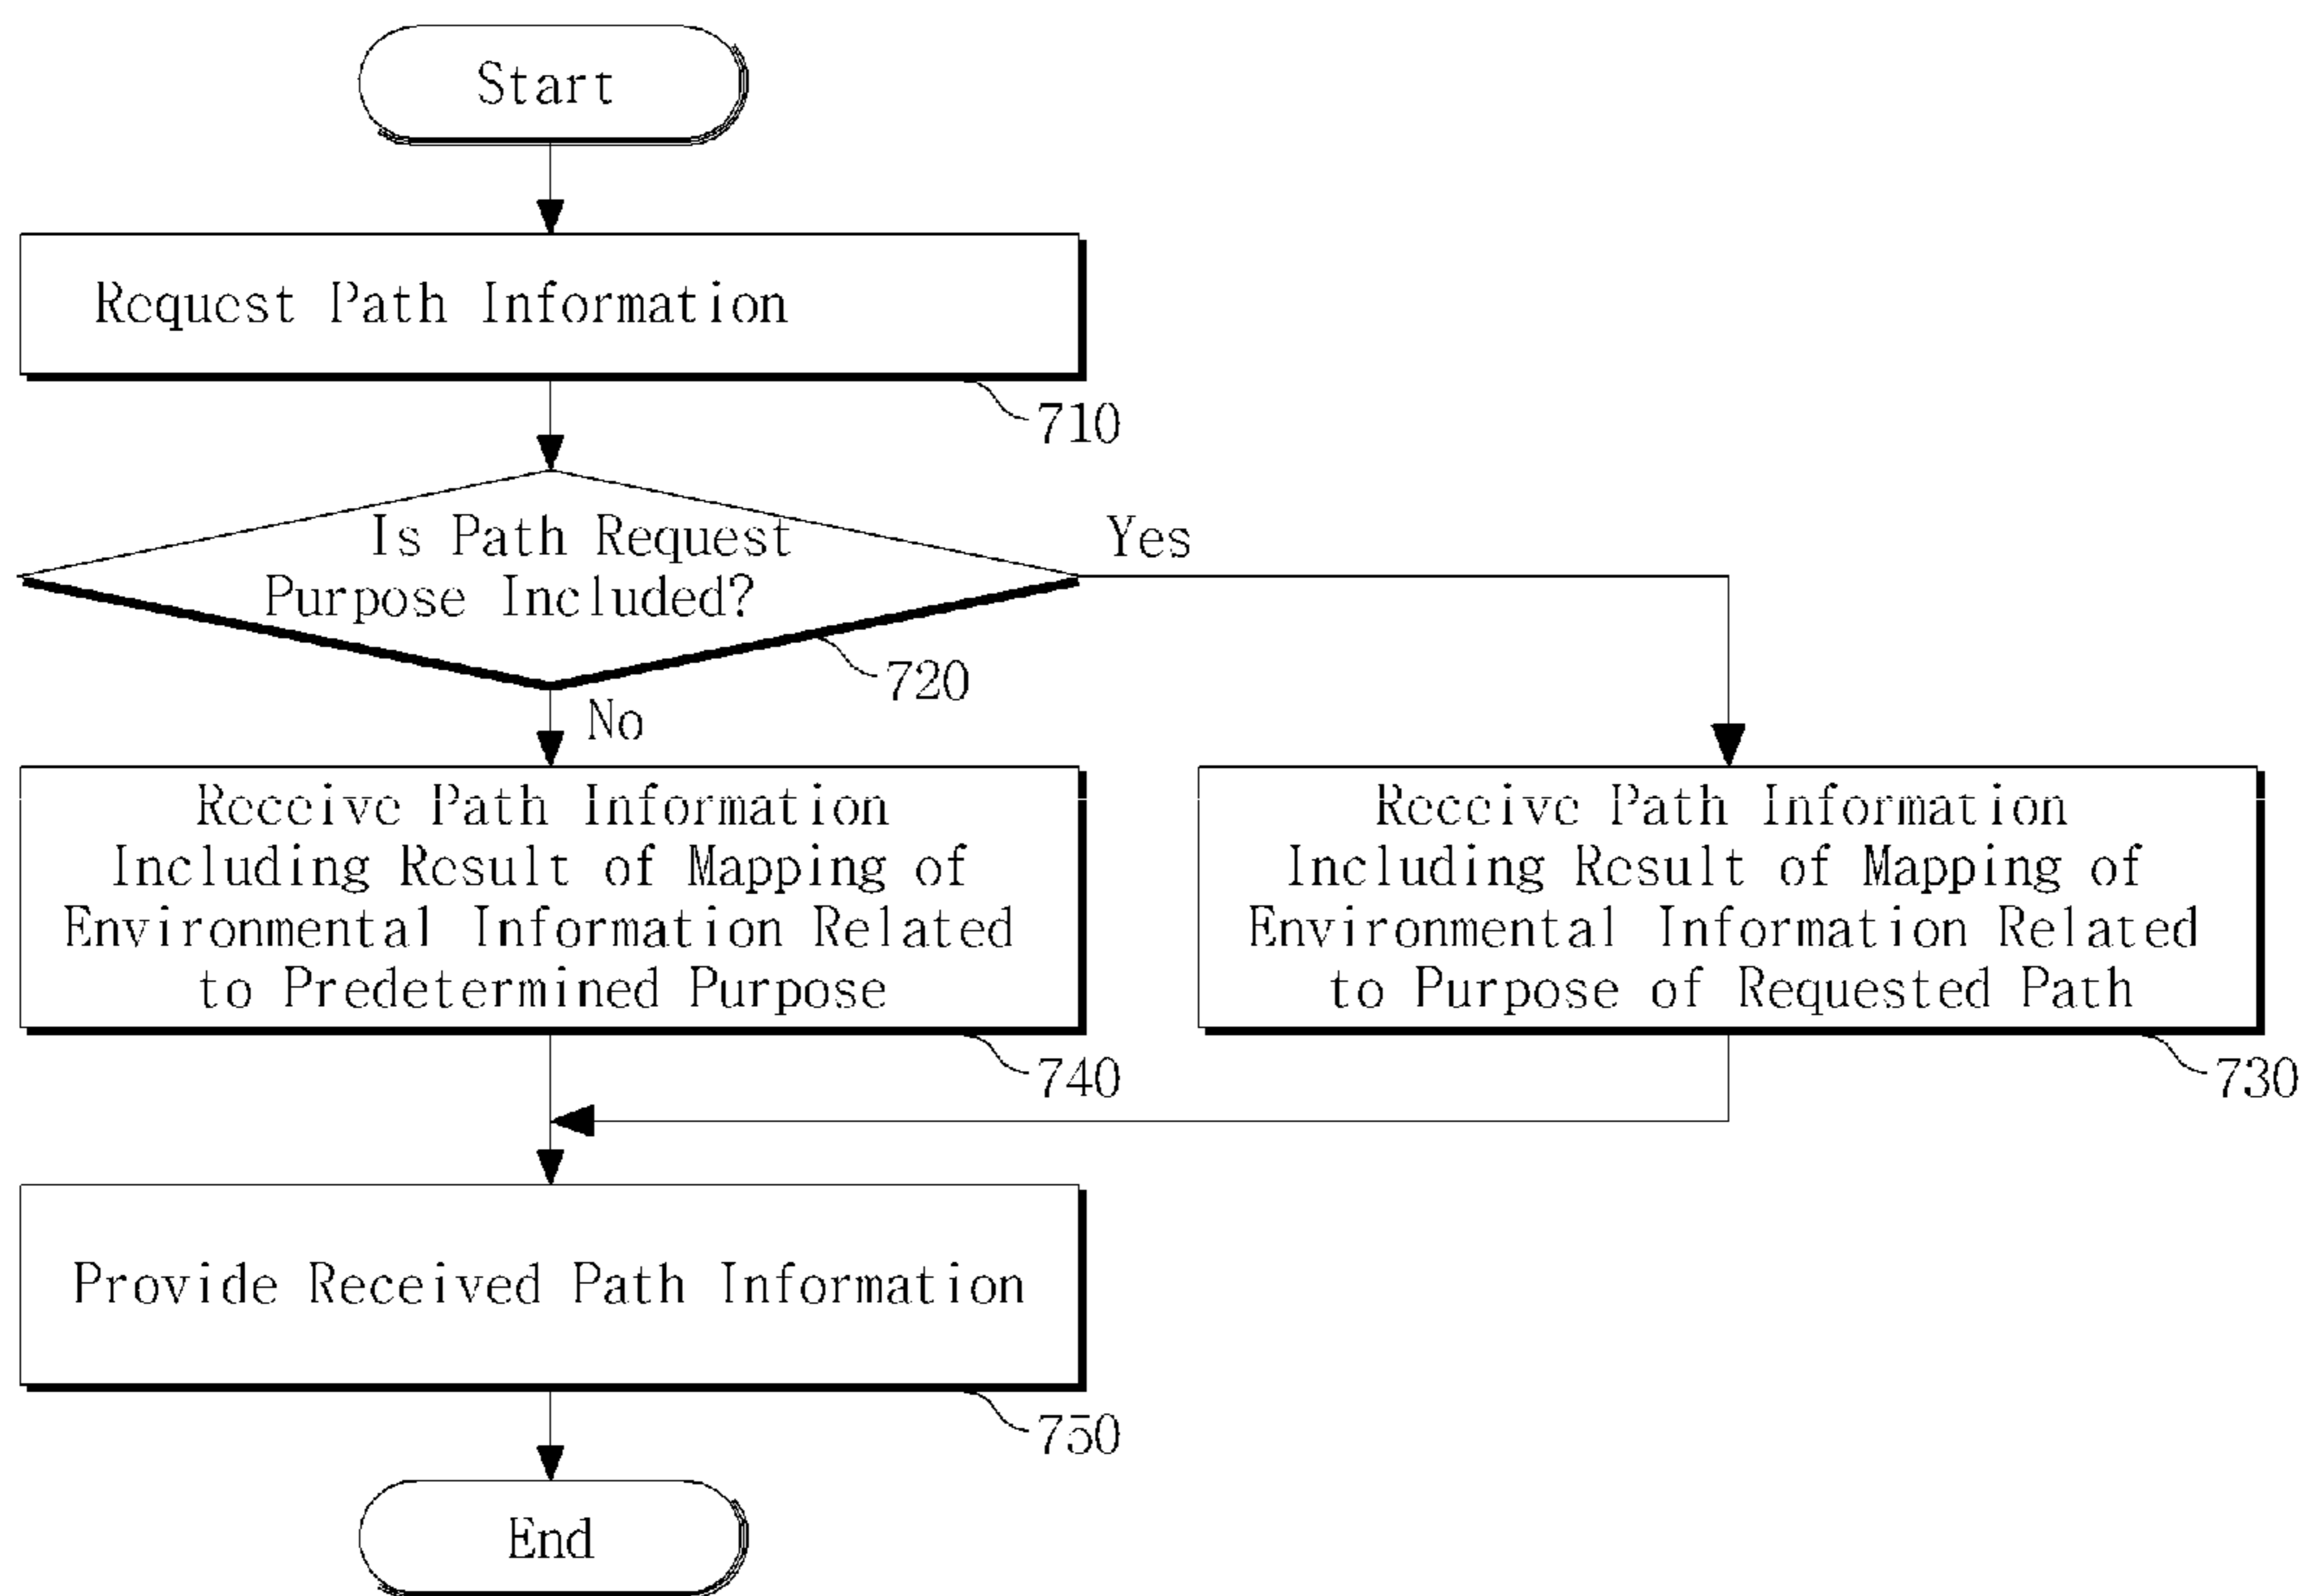 Start
Request Path Information
710
Is Path Request
Purpose Included?
Yes
720
No
Receive Path Information
Including Result of Mapping of
Environmental Information Related
to Predetermined Purpose
740
Receive Path Information
Including Result of Mapping of
Environmental Information Related
to Purpose of Requested Path
730
Provide Received Path Information
750
End